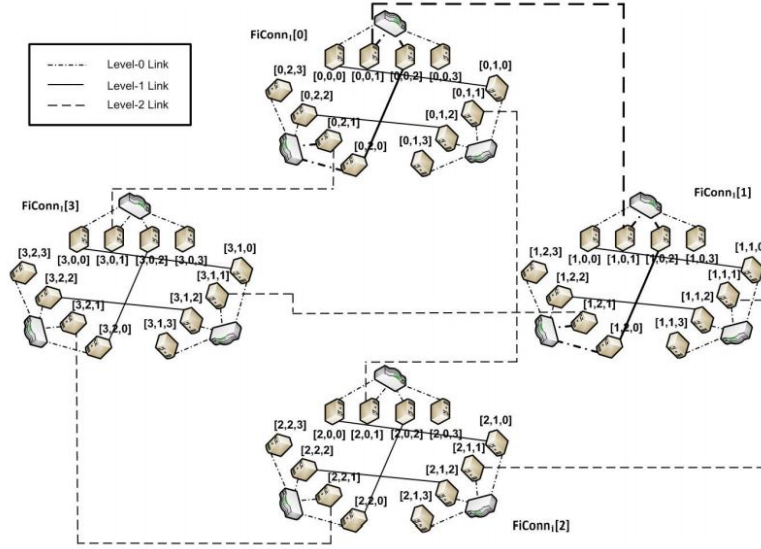 FiConn₁[0]
Level-0 Link
Level-1 Link
Level-2 Link
[0,0,0] [0,0,1] [0,0,2] [0,0,3]
[0,1,0]
[0,2,3]
[0,2,2]
[0,1,1]
[0,2,1]
[0,1,2]
[0,2,0]
[0,1,3]
FiConn₁[3]
[3,0,0] [3,0,1] [3,0,2] [3,0,3]
[3,1,0]
[3,2,3]
[3,2,2]
[3,1,1]
[3,2,1]
[3,1,2]
[3,2,0]
[3,1,3]
FiConn₁[1]
[1,0,0] [1,0,1] [1,0,2] [1,0,3]
[1,1,0]
[1,2,3]
[1,2,2]
[1,1,1]
[1,2,1]
[1,1,2]
[1,2,0]
[1,1,3]
[2,0,0] [2,0,1] [2,0,2] [2,0,3]
[2,1,0]
[2,2,3]
[2,2,2]
[2,1,1]
[2,2,1]
[2,1,2]
[2,2,0]
[2,1,3]
FiConn₁[2]